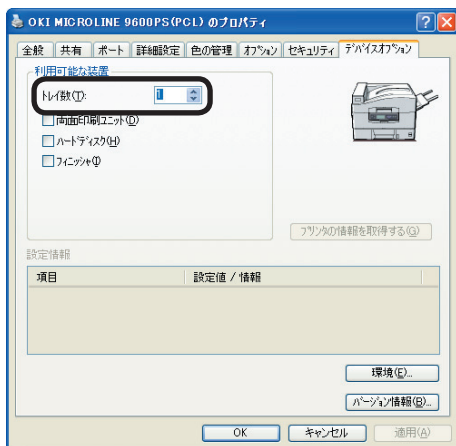 OKI MICROLINE 9600PS(PCL) のプロパティ
全般 共有 ポート 詳細設定 色の管理 オプション セキュリティ デバイスオプション
利用可能な装置
トレイ数(T): 1
両面印刷ユニット(D)
ハードディスク(H)
フィニッシャ(I)
プリンタの情報を取得する(G)
設定情報
項目 設定値 / 情報
環境(E)...
バージョン情報(B)...
OK キャンセル 適用(A)